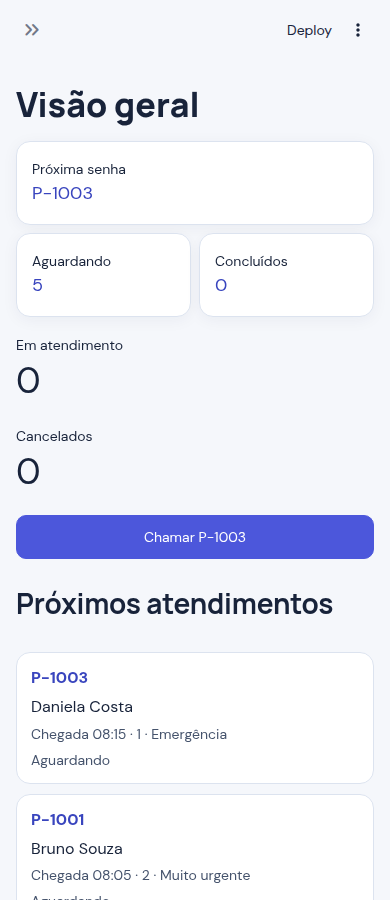 Deploy
Visão geral
Próxima senha
P-1003
Aguardando
5
Concluídos
0
Em atendimento
0
Cancelados
0
Chamar P-1003
Próximos atendimentos
P-1003
Daniela Costa
Chegada 08:15 · 1 · Emergência
Aguardando
P-1001
Bruno Souza
Chegada 08:05 · 2 · Muito urgente
Aguardando